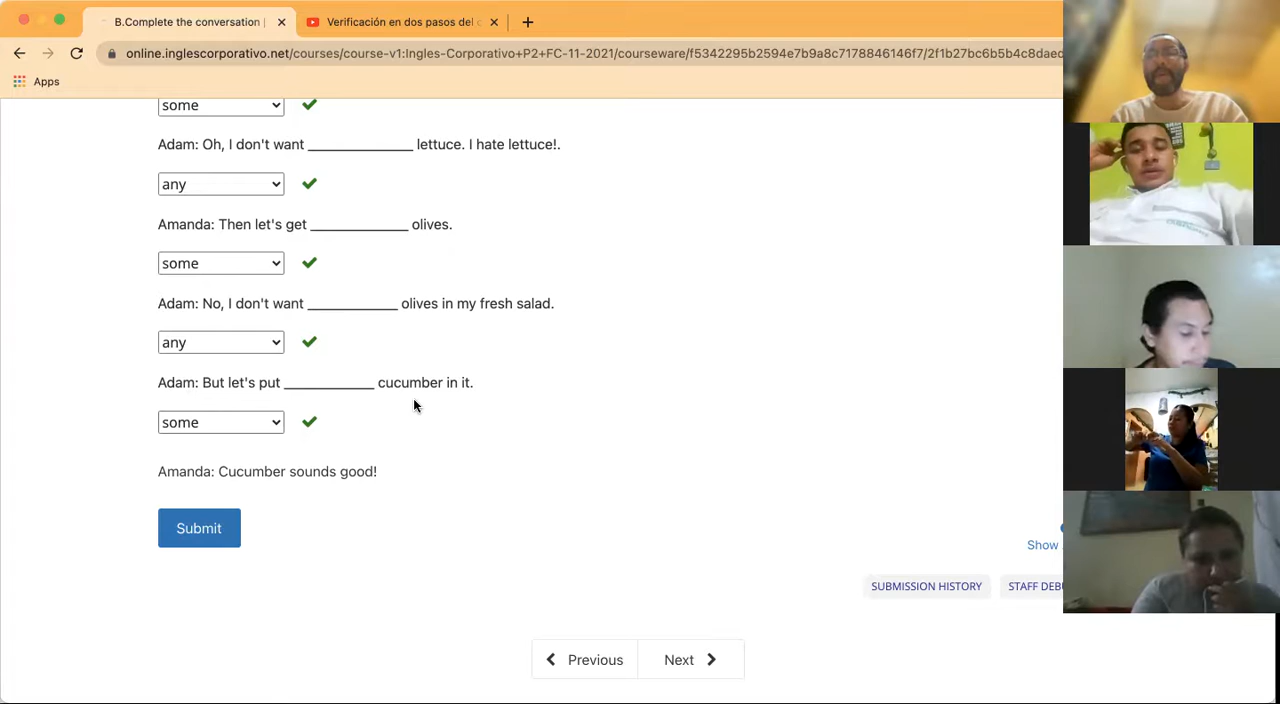 B.Complete the conversation |
Verificación en dos pasos del c
online.inglescorporativo.net/courses/course-v1:Ingles-Corporativo+P2+FC-11-2021/courseware/f5342295b2594e7b9a8c7178846146f7/2f1b27bc6b5b4c8daed
Apps
some
Adam: Oh, I don't want ______________ lettuce. I hate lettuce!.
any
Amanda: Then let's get _____________ olives.
some
Adam: No, I don't want ____________ olives in my fresh salad.
any
Adam: But let's put ____________ cucumber in it.
some
Amanda: Cucumber sounds good!
Submit
Show
SUBMISSION HISTORY
STAFF DEBU
Previous
Next